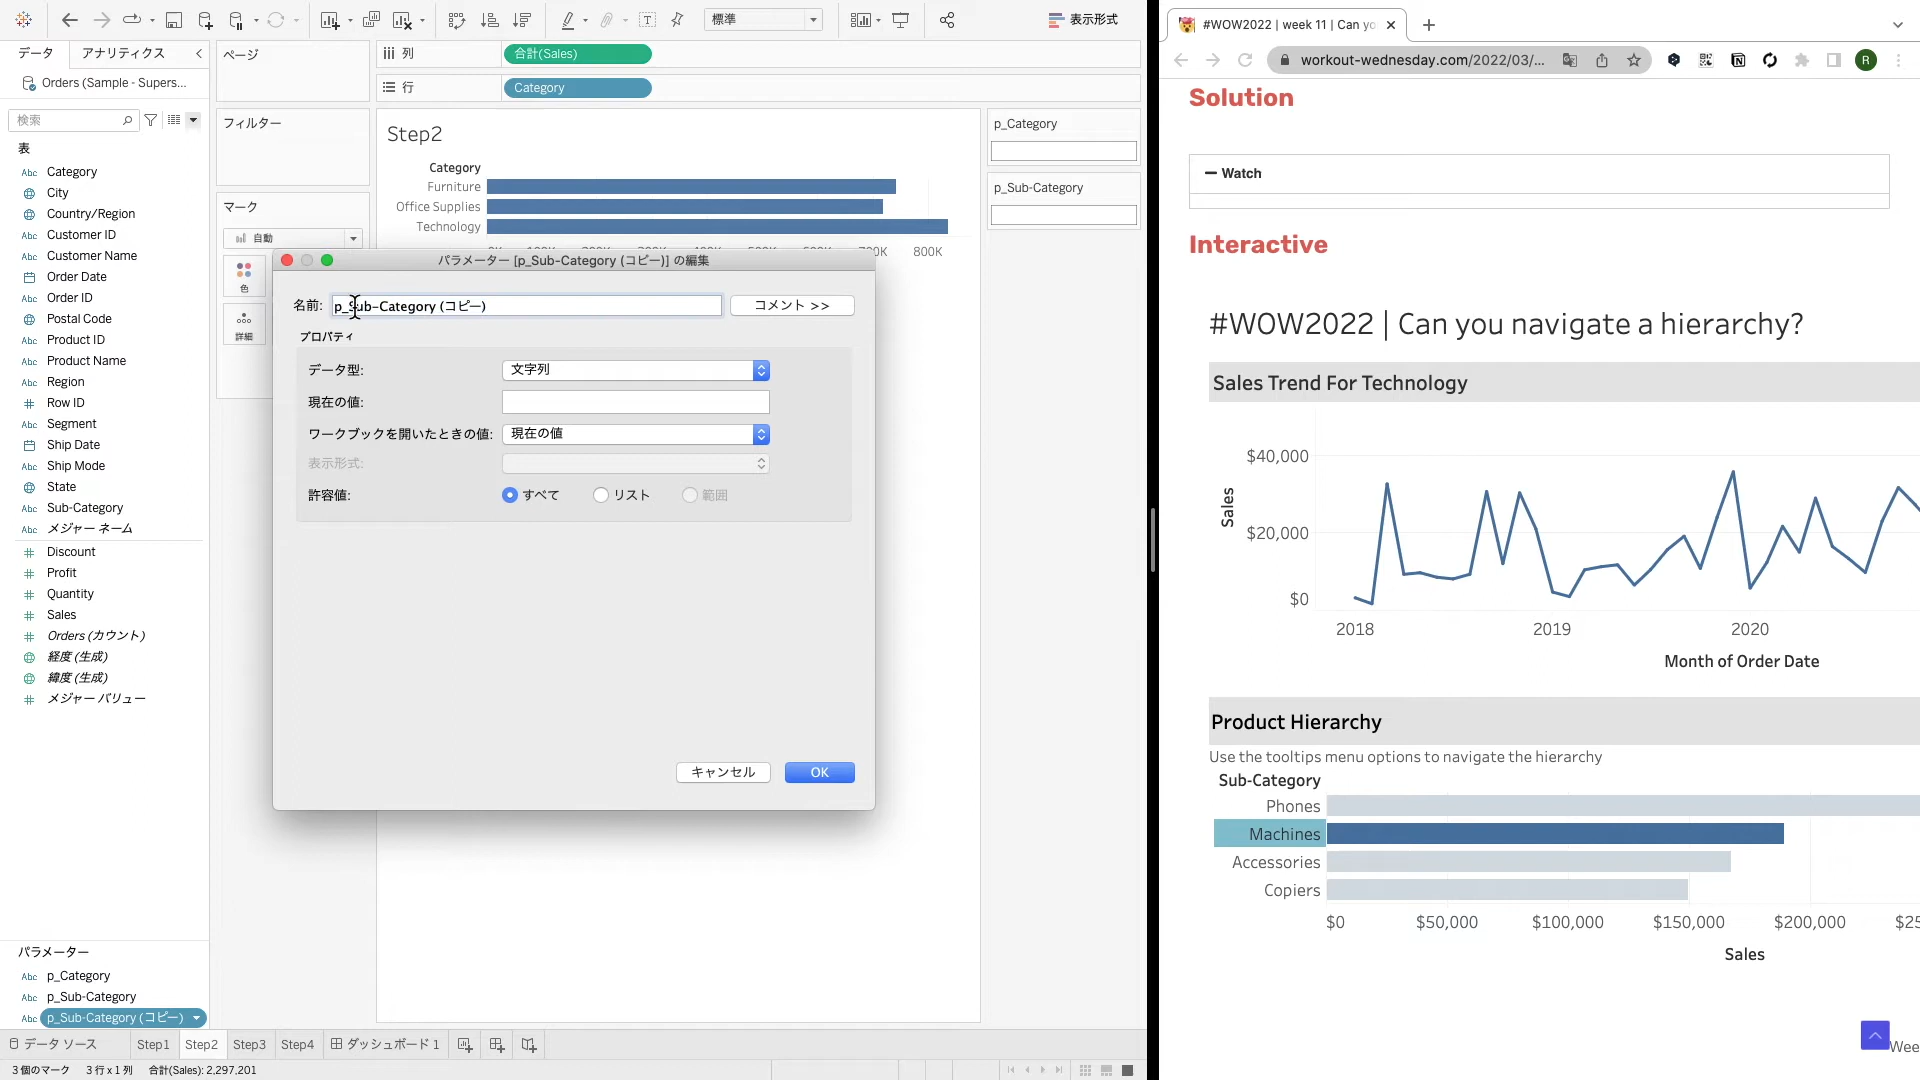 標準
表示形式
データ
アナリティクス
Orders (Sample - Supers...
検索
表
Category
City
Country/Region
Customer ID
Customer Name
Order Date
Order ID
Postal Code
Product ID
Product Name
Region
Row ID
Segment
Ship Date
Ship Mode
State
Sub-Category
メジャー ネーム
Discount
Profit
Quantity
Sales
Orders (カウント)
経度 (生成)
緯度 (生成)
メジャー バリュー
パラメーター
p_Category
p_Sub-Category
p_Sub-Category (コピー)
ページ
フィルター
マーク
自動
色
詳細
列
合計(Sales)
行
Category
Step2
Category
Furniture
Office Supplies
Technology
800K
p_Category
p_Sub-Category
パラメーター [p_Sub-Category (コピー)] の編集
名前:
p_Sub-Category (コピー)
コメント >>
プロパティ
データ型:
文字列
現在の値:
ワークブックを開いたときの値:
現在の値
表示形式:
許容値:
すべて
リスト
範囲
キャンセル
OK
データ ソース
Step1
Step2
Step3
Step4
ダッシュボード 1
3 個のマーク
3 行 x 1 列
合計(Sales): 2,297,201
#WOW2022 | week 11 | Can yo
workout-wednesday.com/2022/03/...
R
Solution
Watch
Interactive
#WOW2022 | Can you navigate a hierarchy?
Sales Trend For Technology
Sales
$40,000
$20,000
$0
2018
2019
2020
Month of Order Date
Product Hierarchy
Use the tooltips menu options to navigate the hierarchy
Sub-Category
Phones
Machines
Accessories
Copiers
$0
$50,000
$100,000
$150,000
$200,000
$25
Sales
Wee